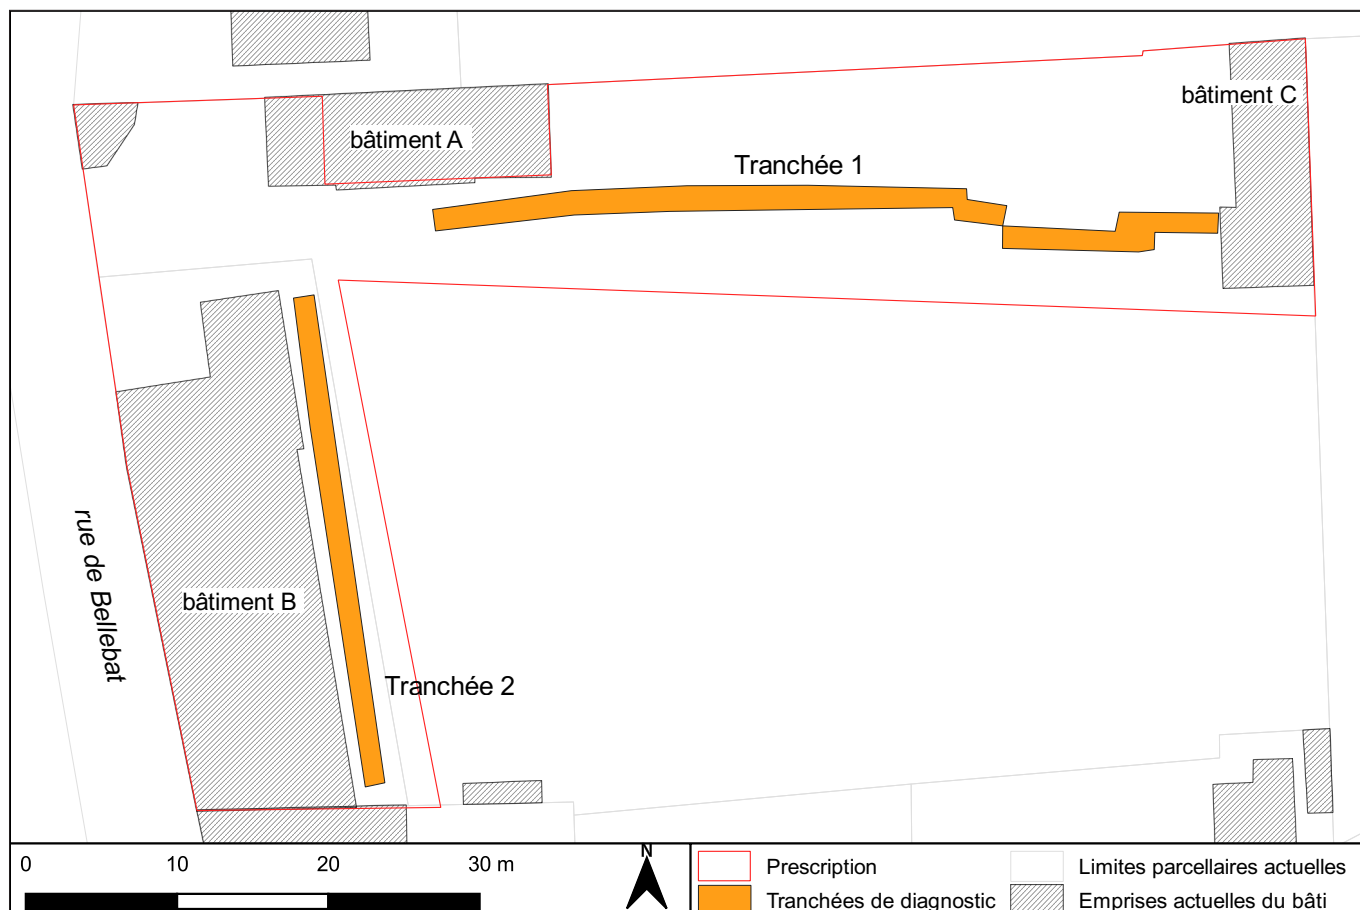 bâtiment C
bâtiment A
Tranchée 1
rue de Bellebat
bâtiment B
Tranchée 2
0 10 20 30 m
N
Prescription
Limites parcellaires actuelles
Tranchées de diagnostic
Emprises actuelles du bâti